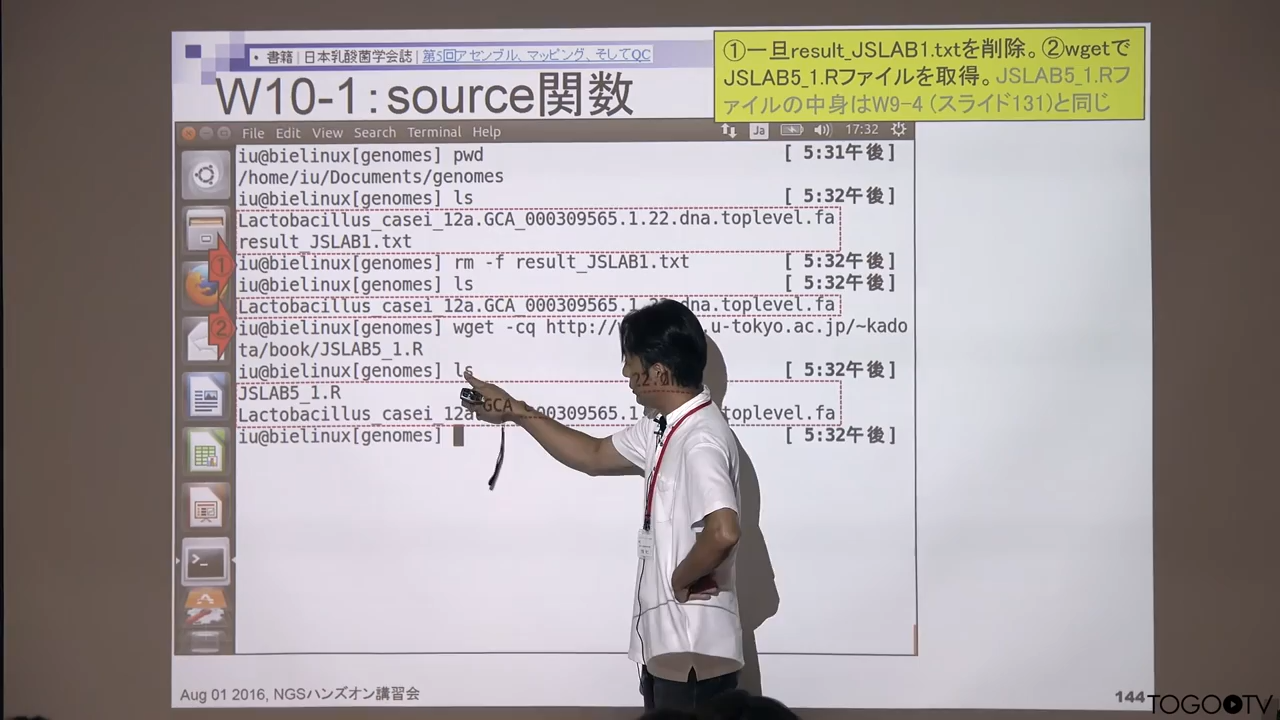 • 書籍 | 日本乳酸菌学会誌 | 第5回アセンブル、マッピング、そしてQC
①一旦result_JSLAB1.txtを削除。②wgetで
JSLAB5_1.Rファイルを取得。JSLAB5_1.Rフ
ァイルの中身はW9-4 (スライド131)と同じ
W10-1:source関数
File Edit View Search Terminal Help Ja 17:32
iu@bielinux[genomes] pwd [ 5:31午後]
/home/iu/Documents/genomes
iu@bielinux[genomes] ls [ 5:32午後]
Lactobacillus_casei_12a.GCA_000309565.1.22.dna.toplevel.fa
result_JSLAB1.txt
① iu@bielinux[genomes] rm -f result_JSLAB1.txt [ 5:32午後]
iu@bielinux[genomes] ls [ 5:32午後]
Lactobacillus_casei_12a.GCA_000309565.1.22.dna.toplevel.fa
② iu@bielinux[genomes] wget -cq http:// .u-tokyo.ac.jp/~kado
ta/book/JSLAB5_1.R
iu@bielinux[genomes] ls [ 5:32午後]
JSLAB5_1.R
Lactobacillus_casei_12a.GCA_000309565.1.22.dna.toplevel.fa
iu@bielinux[genomes] [ 5:32午後]
Aug 01 2016, NGSハンズオン講習会
144
TOGOTV